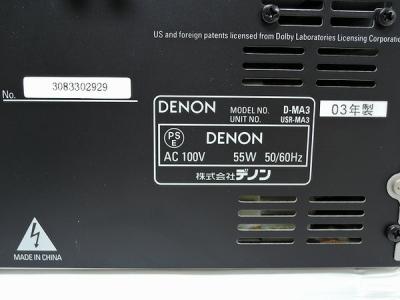 US and foreign patents licensed from Dolby Laboratories Licensing Corporation
No. 3083302929
DENON MODEL NO. D-MA3
UNIT NO. USR-MA3
03年製
PS E DENON
AC 100V 55W 50/60Hz
株式会社デノン
MADE IN CHINA